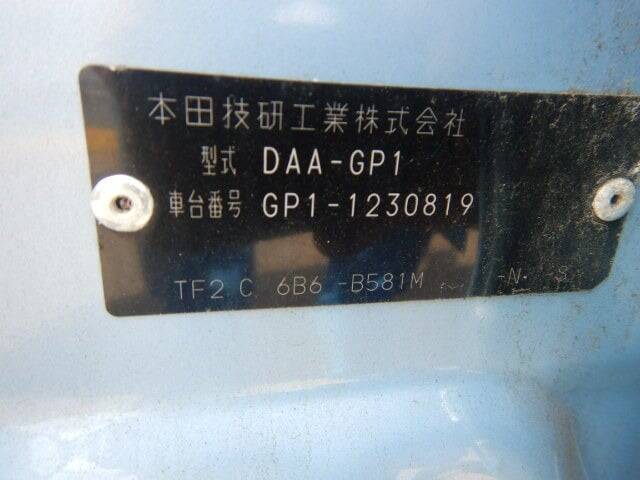 本田技研工業株式会社
型式 DAA-GP1
車台番号 GP1-1230819
TF2 C 6B6 -B581M -N· -S